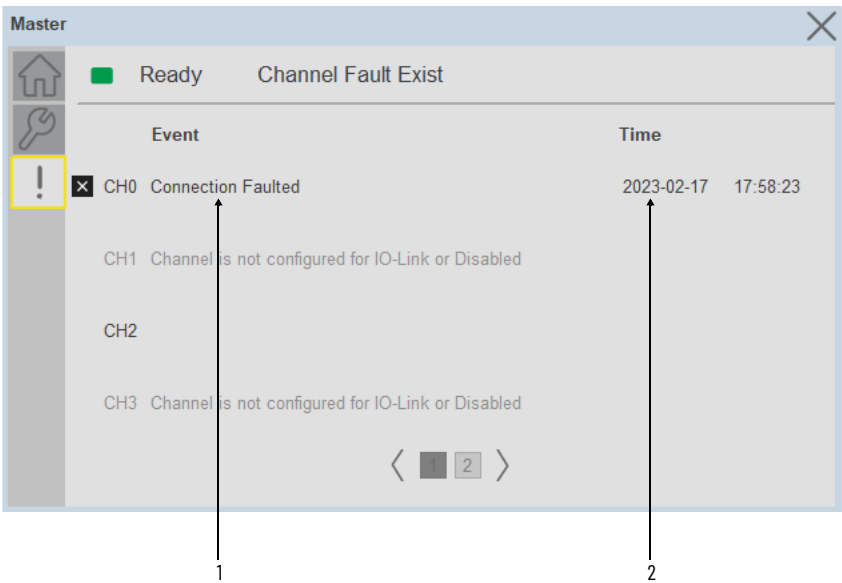 Master
Ready Channel Fault Exist
Event Time
CH0 Connection Faulted 2023-02-17 17:58:23
CH1 Channel is not configured for IO-Link or Disabled
CH2
CH3 Channel is not configured for IO-Link or Disabled
1 2
1 2